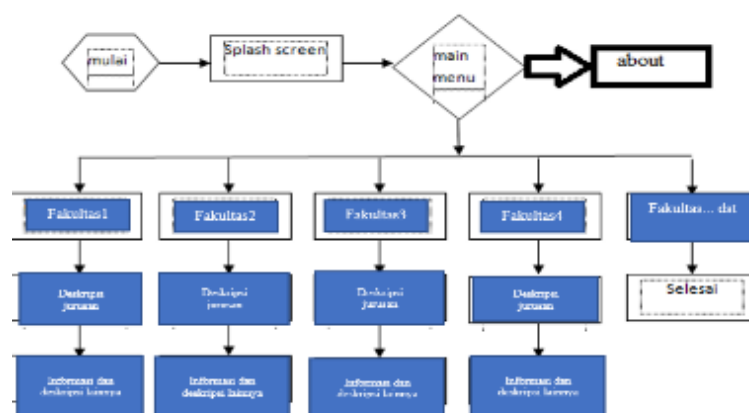 mulai
Splash screen
main
menu
about
Fakultas1
Fakultas2
Fakultas3
Fakultas4
Fakultas... dst
Deskripsi
jurusan
Deskripsi
jurusan
Deskripsi
jurusan
Deskripsi
jurusan
Selesai
Informasi dan
deskripsi lainnya
Informasi dan
deskripsi lainnya
Informasi dan
deskripsi lainnya
Informasi dan
deskripsi lainnya